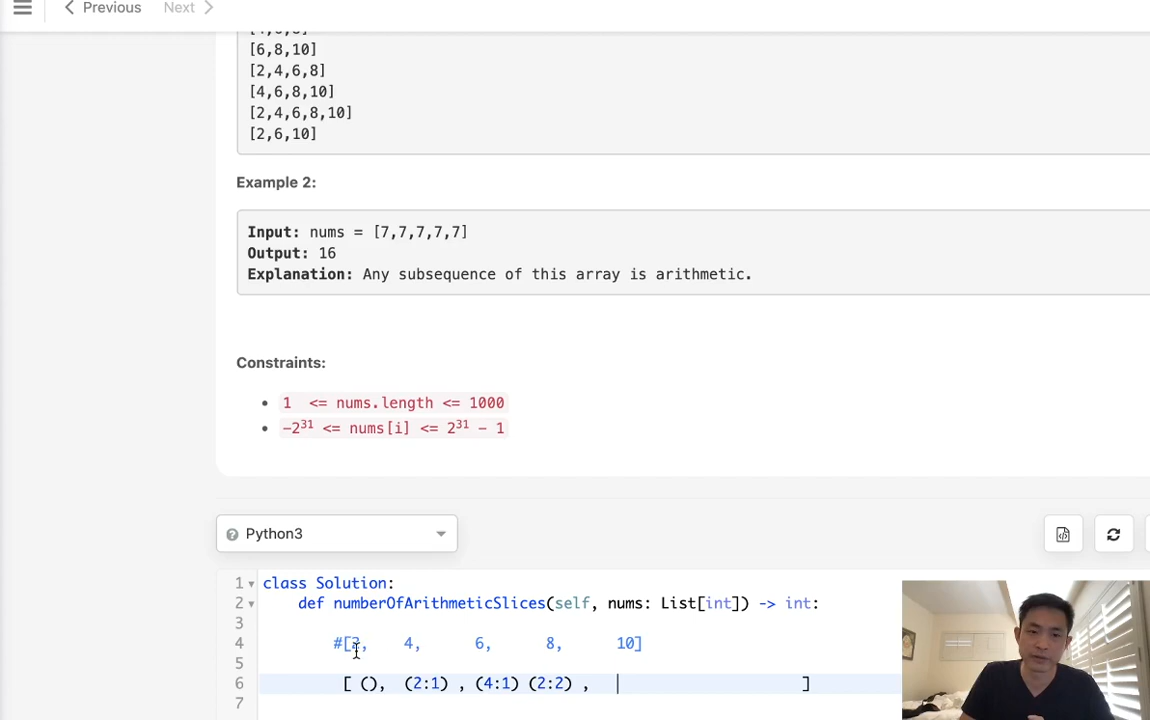 Previous Next
[6,8,10]
[2,4,6,8]
[4,6,8,10]
[2,4,6,8,10]
[2,6,10]
Example 2:
Input: nums = [7,7,7,7,7]
Output: 16
Explanation: Any subsequence of this array is arithmetic.
Constraints:
• 1 <= nums.length <= 1000
• -2³¹ <= nums[i] <= 2³¹ - 1
Python3
1 class Solution:
2 def numberOfArithmeticSlices(self, nums: List[int]) -> int:
3
4 #[2, 4, 6, 8, 10]
5
6 [ (), (2:1) , (4:1) (2:2) , ]
7